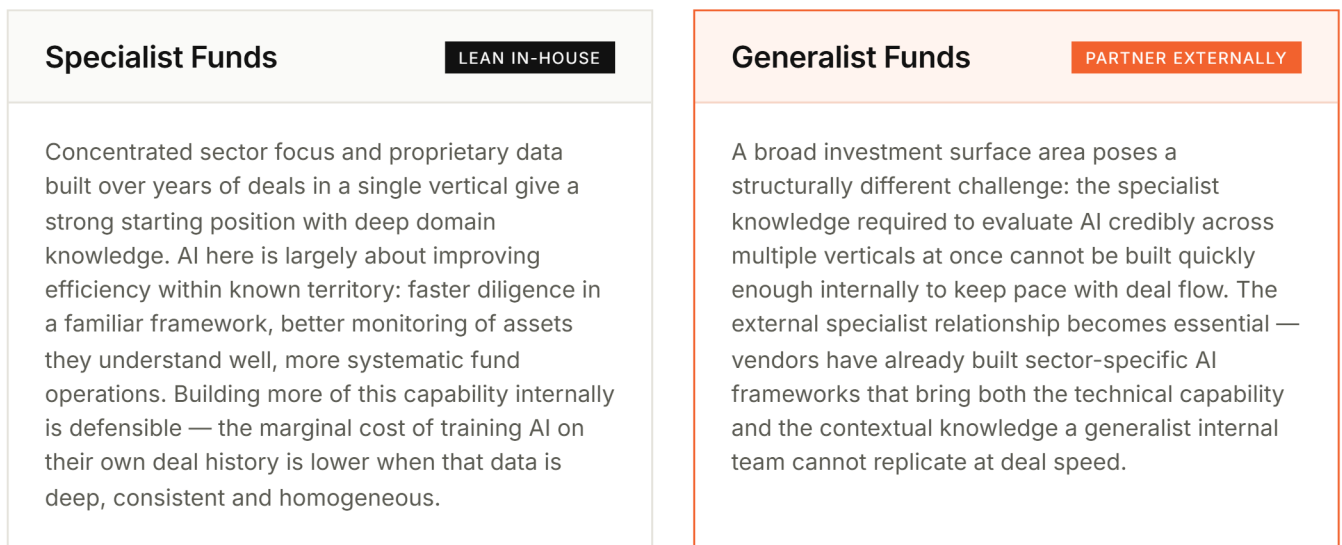 Specialist Funds
LEAN IN-HOUSE
Concentrated sector focus and proprietary data
built over years of deals in a single vertical give a
strong starting position with deep domain
knowledge. AI here is largely about improving
efficiency within known territory: faster diligence in
a familiar framework, better monitoring of assets
they understand well, more systematic fund
operations. Building more of this capability internally
is defensible — the marginal cost of training AI on
their own deal history is lower when that data is
deep, consistent and homogeneous.
Generalist Funds
PARTNER EXTERNALLY
A broad investment surface area poses a
structurally different challenge: the specialist
knowledge required to evaluate AI credibly across
multiple verticals at once cannot be built quickly
enough internally to keep pace with deal flow. The
external specialist relationship becomes essential —
vendors have already built sector-specific AI
frameworks that bring both the technical capability
and the contextual knowledge a generalist internal
team cannot replicate at deal speed.